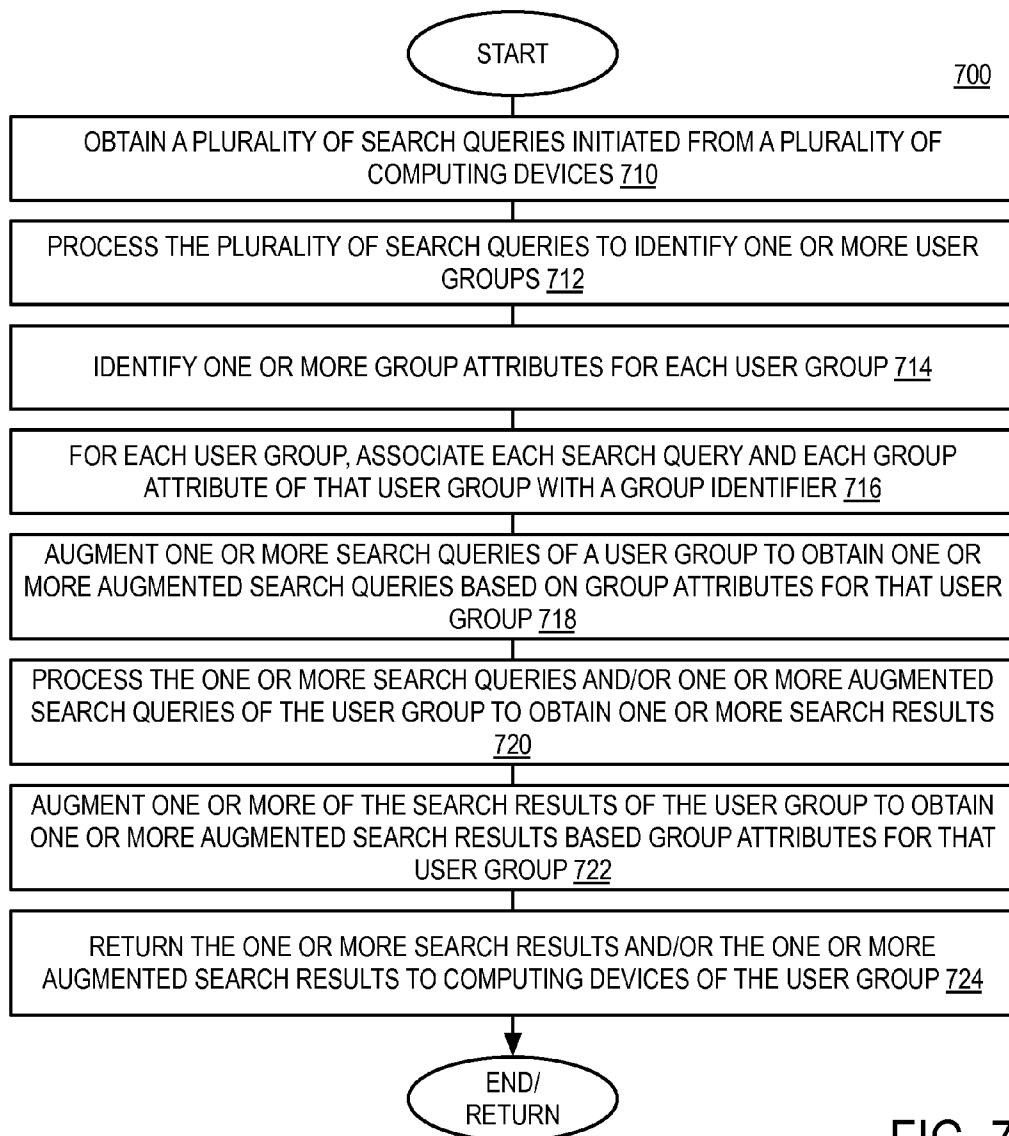 START
700
OBTAIN A PLURALITY OF SEARCH QUERIES INITIATED FROM A PLURALITY OF
COMPUTING DEVICES 710
PROCESS THE PLURALITY OF SEARCH QUERIES TO IDENTIFY ONE OR MORE USER
GROUPS 712
IDENTIFY ONE OR MORE GROUP ATTRIBUTES FOR EACH USER GROUP 714
FOR EACH USER GROUP, ASSOCIATE EACH SEARCH QUERY AND EACH GROUP
ATTRIBUTE OF THAT USER GROUP WITH A GROUP IDENTIFIER 716
AUGMENT ONE OR MORE SEARCH QUERIES OF A USER GROUP TO OBTAIN ONE OR
MORE AUGMENTED SEARCH QUERIES BASED ON GROUP ATTRIBUTES FOR THAT USER
GROUP 718
PROCESS THE ONE OR MORE SEARCH QUERIES AND/OR ONE OR MORE AUGMENTED
SEARCH QUERIES OF THE USER GROUP TO OBTAIN ONE OR MORE SEARCH RESULTS
720
AUGMENT ONE OR MORE OF THE SEARCH RESULTS OF THE USER GROUP TO OBTAIN
ONE OR MORE AUGMENTED SEARCH RESULTS BASED GROUP ATTRIBUTES FOR THAT
USER GROUP 722
RETURN THE ONE OR MORE SEARCH RESULTS AND/OR THE ONE OR MORE
AUGMENTED SEARCH RESULTS TO COMPUTING DEVICES OF THE USER GROUP 724
END/
RETURN
FIG. 7